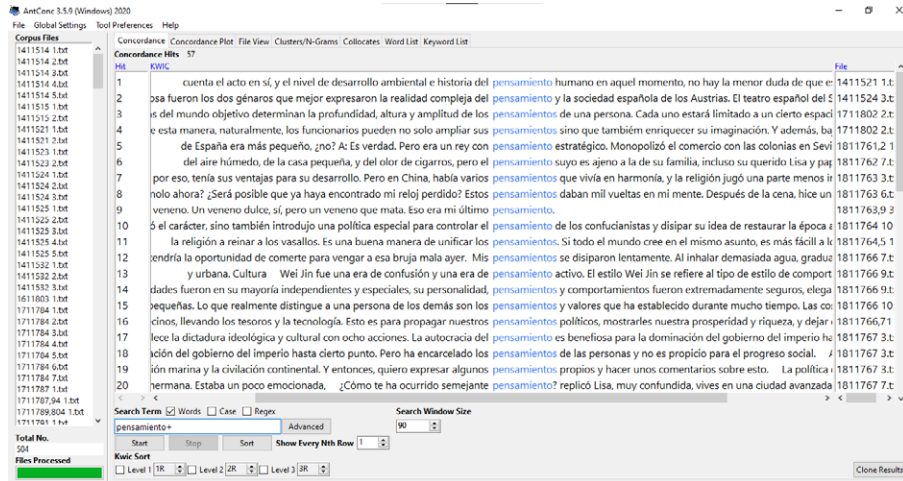 AntConc 3.5.9 (Windows) 2020
File Global Settings Tool Preferences Help
Corpus Files
1411514 1.txt
1411514 2.txt
1411514 3.txt
1411514 4.txt
1411514 5.txt
1411515 1.txt
1411515 2.txt
1411521 1.txt
1411521 2.txt
1411523 1.txt
1411523 2.txt
1411524 1.txt
1411524 2.txt
1411524 3.txt
1411525 1.txt
1411525 2.txt
1411525 3.txt
1411525 4.txt
1411525 5.txt
1411532 1.txt
1411532 2.txt
1411532 3.txt
1611803 1.txt
1711784 1.txt
1711784 2.txt
1711784 3.txt
1711784 4.txt
1711784 5.txt
1711784 6.txt
1711784 7.txt
1711787 1.txt
1711787,94 1.txt
1711789,804 1.txt
1711791 1.txt
Total No.
504
Files Processed
Concordance Concordance Plot File View Clusters/N-Grams Collocates Word List Keyword List
Concordance Hits 57
Hit KWIC File
1 cuenta el acto en sí, y el nivel de desarrollo ambiental e historia del pensamiento humano en aquel momento, no hay la menor duda de que e 1411521 1.t
2 osa fueron los dos génaros que mejor expresaron la realidad compleja del pensamiento y la sociedad española de los Austrias. El teatro español del S 1411524 3.t
3 s del mundo objetivo determinan la profundidad, altura y amplitud de los pensamientos de una persona. Cada uno estará limitado a un cierto espaci 1711802 2.t
4 e esta manera, naturalmente, los funcionarios pueden no solo ampliar sus pensamientos sino que también enriquecer su imaginación. Y además, ba 1711802 2.t
5 de España era más pequeño, ¿no? A: Es verdad. Pero era un rey con pensamiento estratégico. Monopolizó el comercio con las colonias en Sevi 1811761,2 1
6 del aire húmedo, de la casa pequeña, y del olor de cigarros, pero el pensamiento suyo es ajeno a la de su familia, incluso su querido Lisa y pap 1811762 7.t
7 por eso, tenía sus ventajas para su desarrollo. Pero en China, había varios pensamientos que vivía en harmonía, y la religión jugó una parte menos ir 1811763 3.t
8 nolo ahora? ¿Será posible que ya haya encontrado mi reloj perdido? Estos pensamientos daban mil vueltas en mi mente. Después de la cena, hice un 1811763 6.t
9 veneno. Un veneno dulce, sí, pero un veneno que mata. Eso era mi último pensamiento. 1811763,9 3
10 ó el carácter, sino también introdujo una política especial para controlar el pensamiento de los confucianistas y disipar su idea de restaurar la época a 1811764 10
11 la religión a reinar a los vasallos. Es una buena manera de unificar los pensamientos. Si todo el mundo cree en el mismo asunto, es más fácill a lo 1811764,5 1
12 endría la oportunidad de comerte para vengar a esa bruja mala ayer. Mis pensamientos se disiparon lentamente. Al inhalar demasiada agua, gradua 1811766 7.t
13 y urbana. Cultura Wei Jin fue una era de confusión y una era de pensamiento activo. El estilo Wei Jin se refiere al tipo de estilo de comport 1811766 9.t
14 dades fueron en su mayoría independientes y especiales, su personalidad, pensamientos y comportamientos fueron extremadamente seguros, elega 1811766 9.t
15 pequeñas. Lo que realmente distingue a una persona de los demás son los pensamientos y valores que ha establecido durante mucho tiempo. Las co 1811766 10
16 cinos, llevando los tesoros y la tecnología. Esto es para propagar nuestros pensamientos políticos, mostrarles nuestra prosperidad y riqueza, y dejar 1811766,71
17 lece la dictadura ideológica y cultural con ocho acciones. La autocracia del pensamiento es benefiosa para la dominación del gobierno del imperio ha 1811767 3.t
18 ación del gobierno del imperio hasta cierto punto. Pero ha encarcelado los pensamientos de las personas y no es propicio para el progreso social. 1811767 3.t
19 ión marina y la civilación continental. Y entonces, quiero expresar algunos pensamientos propios y hacer unos comentarios sobre esto. La política 1811767 3.t
20 hermana. Estaba un poco emocionada, ¿Cómo te ha ocurrido semejante pensamiento? replicó Lisa, muy confundida, vives en una ciudad avanzada 1811767 7.t
Search Term Words Case Regex Search Window Size
pensamiento+ Advanced 90
Start Stop Sort Show Every Nth Row 1
Kwic Sort
Level 1 1R Level 2 2R Level 3 3R Clone Results